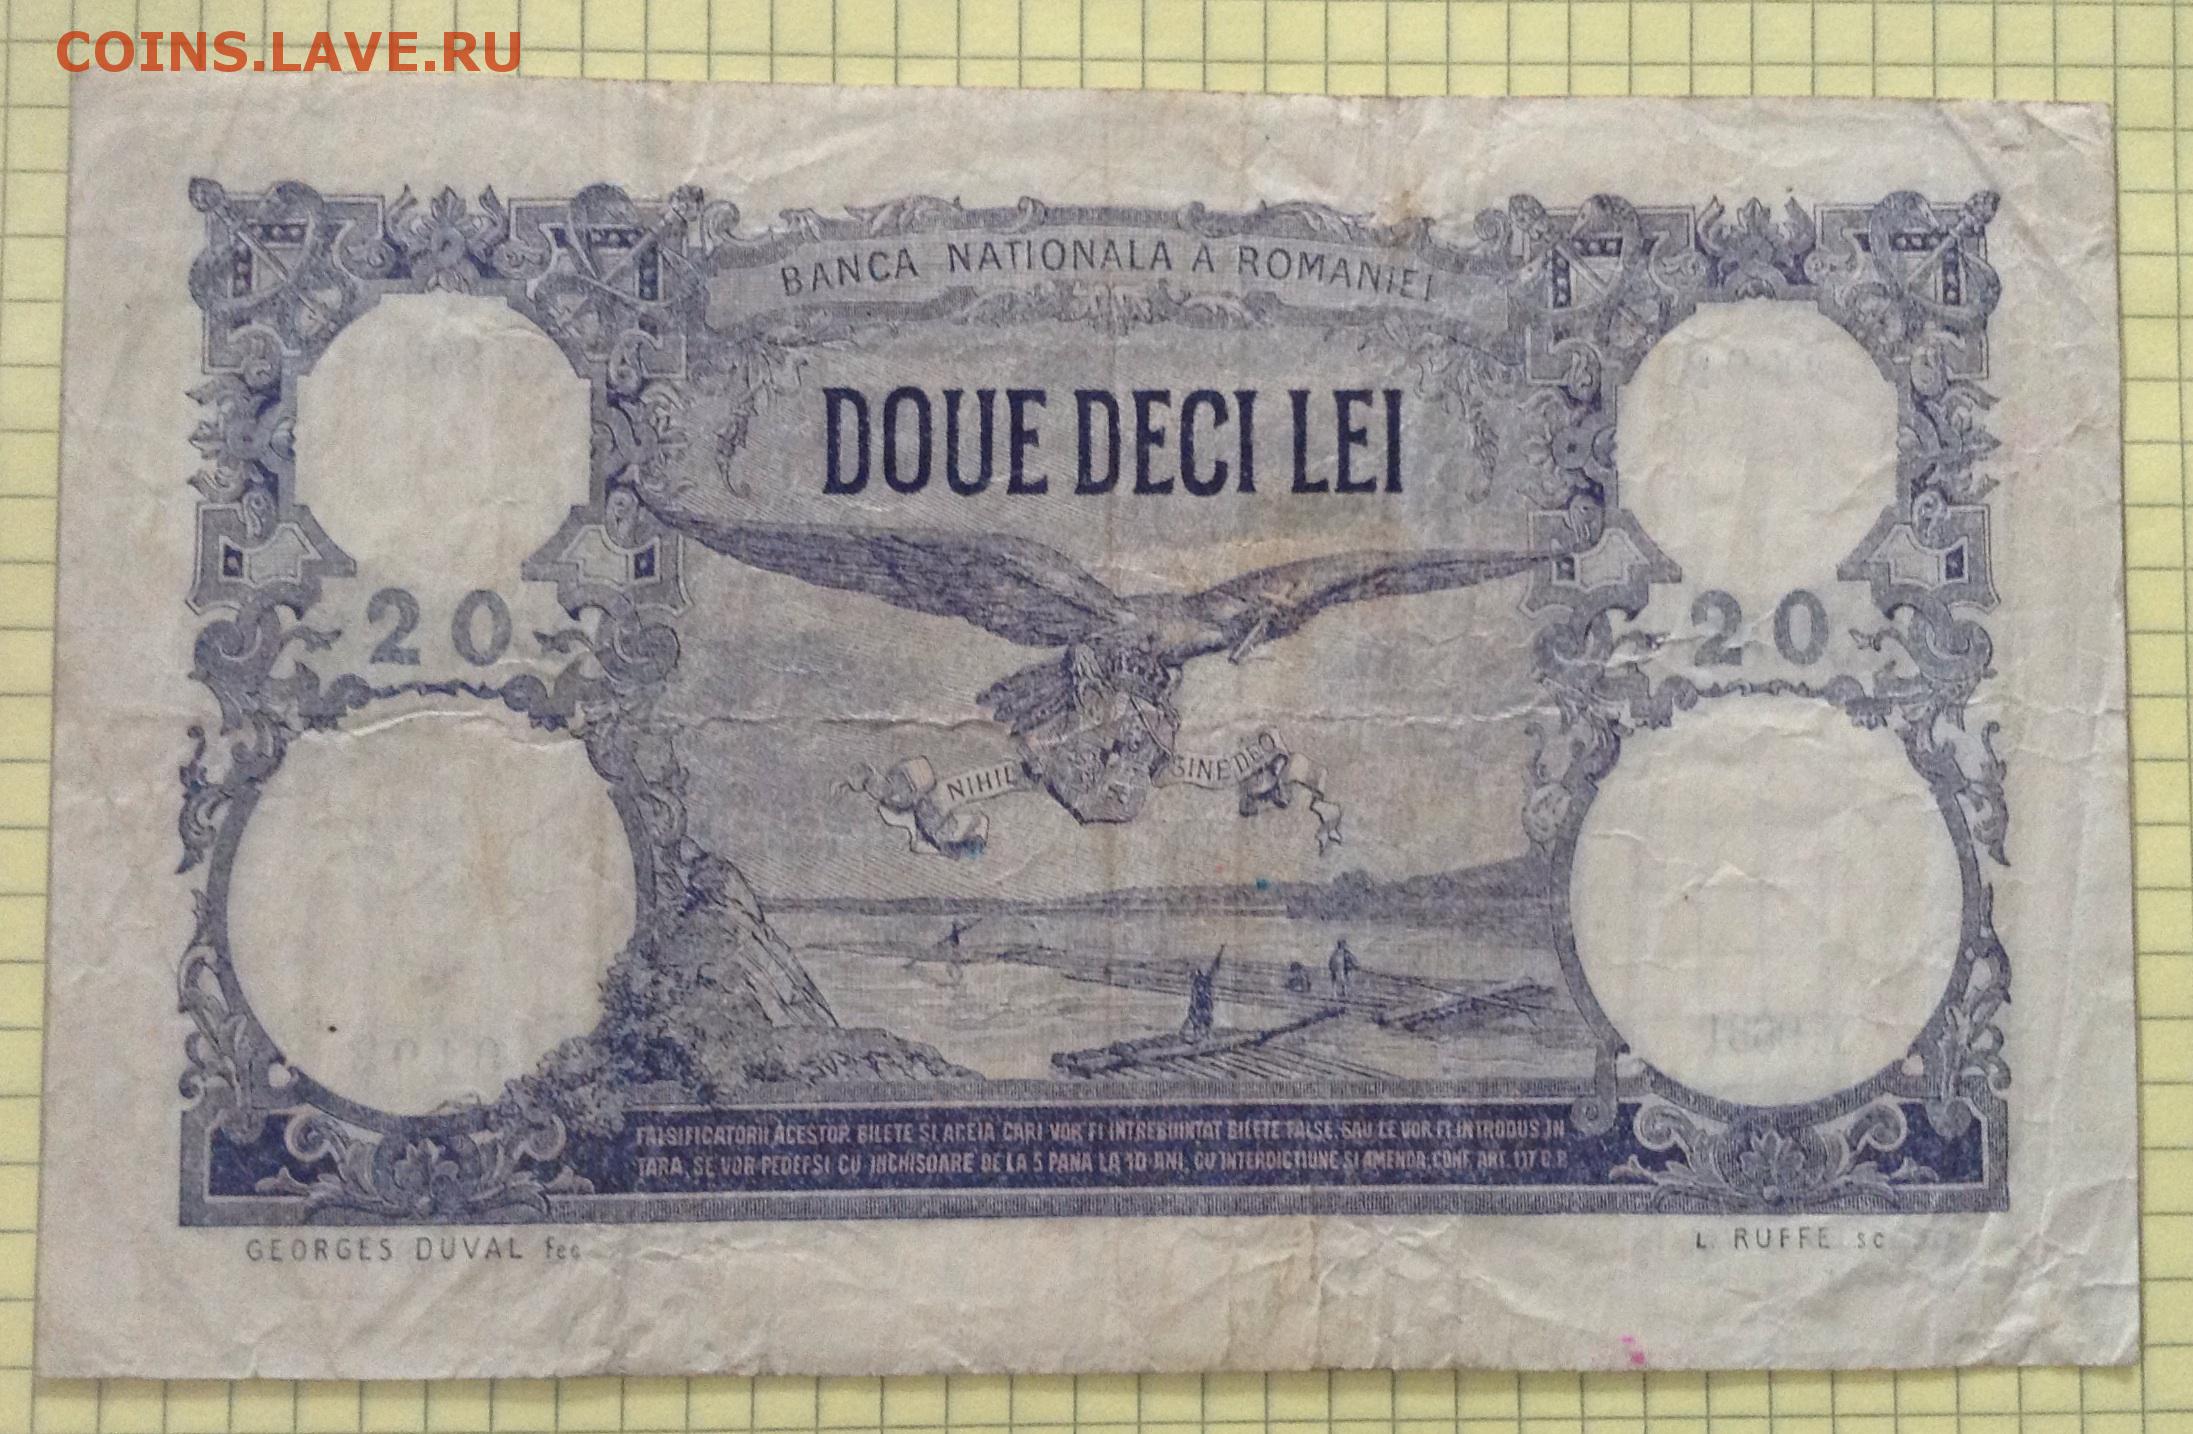 COINS.LAVE.RU
BANCA NATIONALA A ROMANIEI
DOUE DECI LEI
20 20
NIHIL SINE DEO
FALSIFICATORII ACESTOR BILETE SI ACEIA CARI VOR FI INTREBUINTAT BILETE FALSE, SAU LE VOR FI INTRODUS IN
TARA, SE VOR PEDEPSI CU INCHISOARE DE LA 5 PANA LA 10 ANI, CU INTERDICTIUNE SI AMENDA, CONF. ART. 117 C.P.
GEORGES DUVAL fec L. RUFFE sc